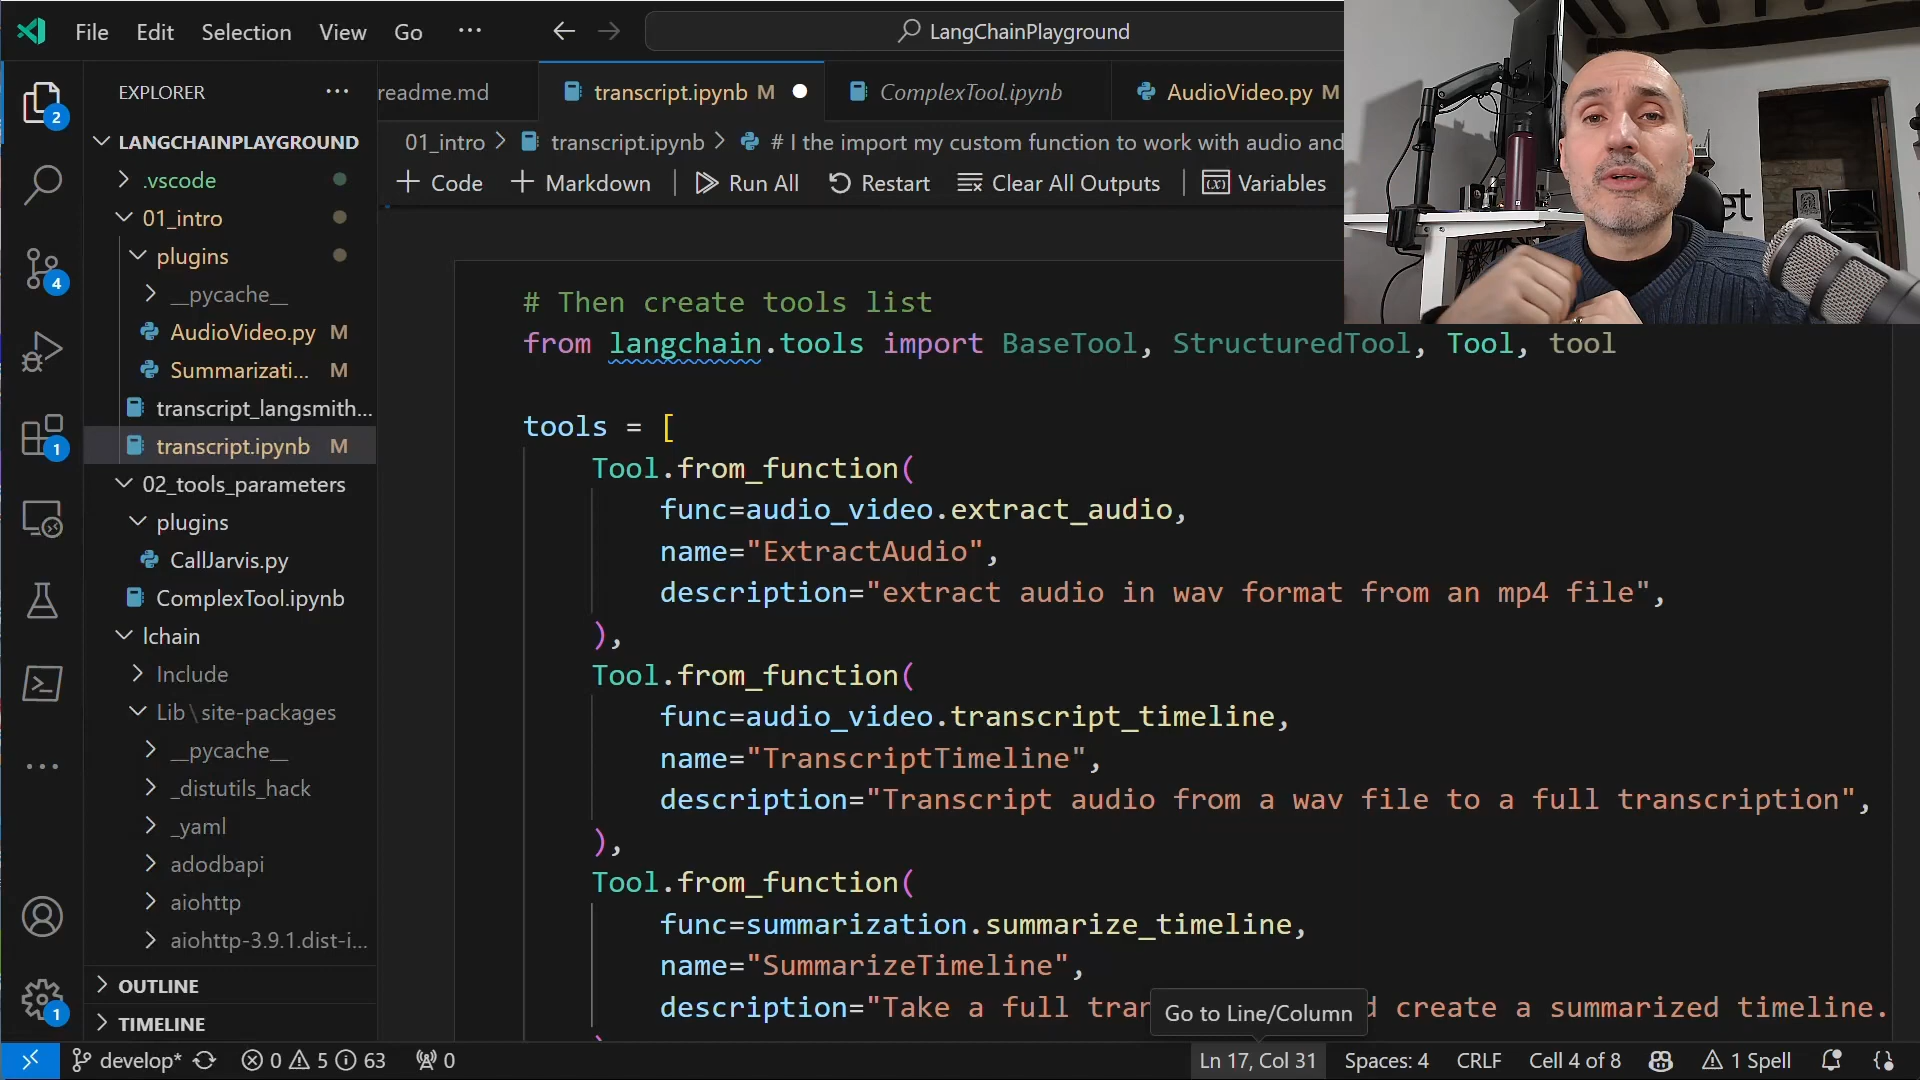 File Edit Selection View Go ··· LangChainPlayground
EXPLORER ···
readme.md transcript.ipynb M ComplexTool.ipynb AudioVideo.py M
LANGCHAINPLAYGROUND
01_intro > transcript.ipynb > # I the import my custom function to work with audio and
.vscode
Code Markdown Run All Restart Clear All Outputs Variables
01_intro
plugins
__pycache__
AudioVideo.py M
Summarizati... M
transcript_langsmith...
transcript.ipynb M
02_tools_parameters
plugins
CallJarvis.py
ComplexTool.ipynb
lchain
Include
Lib\site-packages
__pycache__
_distutils_hack
_yaml
adodbapi
aiohttp
aiohttp-3.9.1.dist-i...
OUTLINE
TIMELINE
2
4
1
1
et
# Then create tools list
from langchain.tools import BaseTool, StructuredTool, Tool, tool
tools = [
Tool.from_function(
func=audio_video.extract_audio,
name="ExtractAudio",
description="extract audio in wav format from an mp4 file",
),
Tool.from_function(
func=audio_video.transcript_timeline,
name="TranscriptTimeline",
description="Transcript audio from a wav file to a full transcription",
),
Tool.from_function(
func=summarization.summarize_timeline,
name="SummarizeTimeline",
description="Take a full create a summarized timeline.
Go to Line/Column
develop* 0 5 63 0 Ln 17, Col 31 Spaces: 4 CRLF Cell 4 of 8 1 Spell